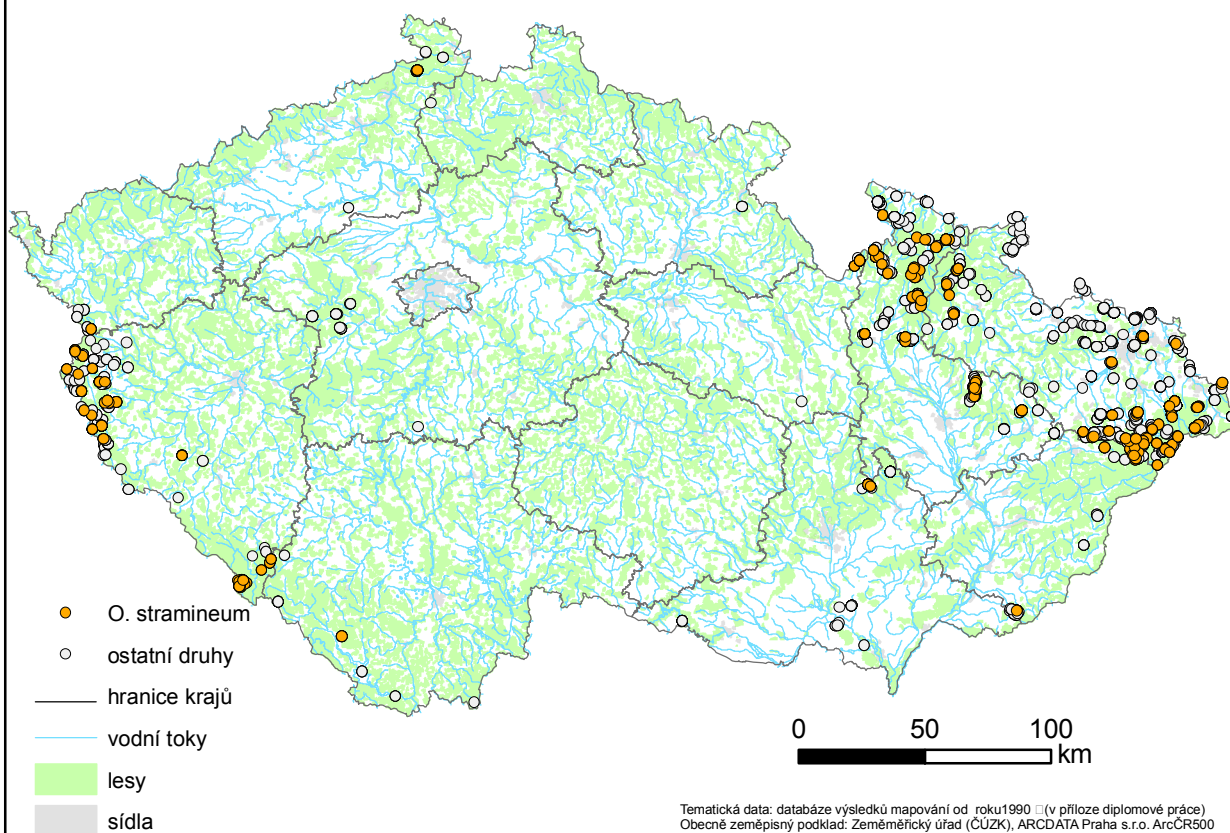 O. stramineum
ostatní druhy
hranice krajů
vodní toky
lesy
sídla
0 50 100
km
Tematická data: databáze výsledků mapování od roku1990 □(v příloze diplomové práce)
Obecně zeměpisný podklad: Zeměměřický úřad (ČÚZK), ARCDATA Praha s.r.o. ArcČR500